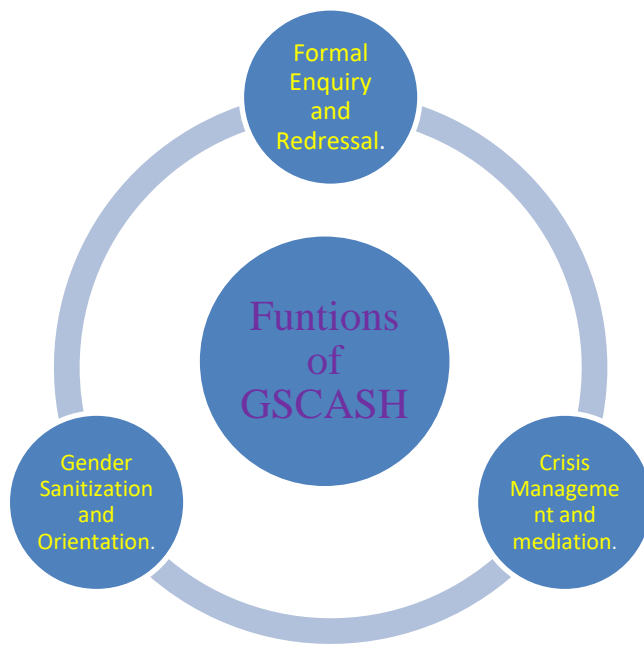 Formal
Enquiry
and
Redressal.
Funtions
of
GSCASH
Gender
Sanitization
and
Orientation.
Crisis
Manageme
nt and
mediation.